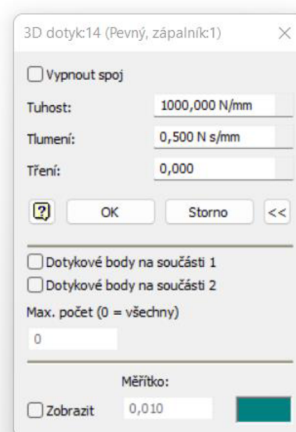 3D dotyk:14 (Pevný, zápalník:1)
Vypnout spoj
Tuhost: 1000,000 N/mm
Tlumení: 0,500 N s/mm
Tření: 0,000
? OK Storno <<
Dotykové body na součásti 1
Dotykové body na součásti 2
Max. počet (0 = všechny)
0
Měřítko:
Zobrazit 0,010